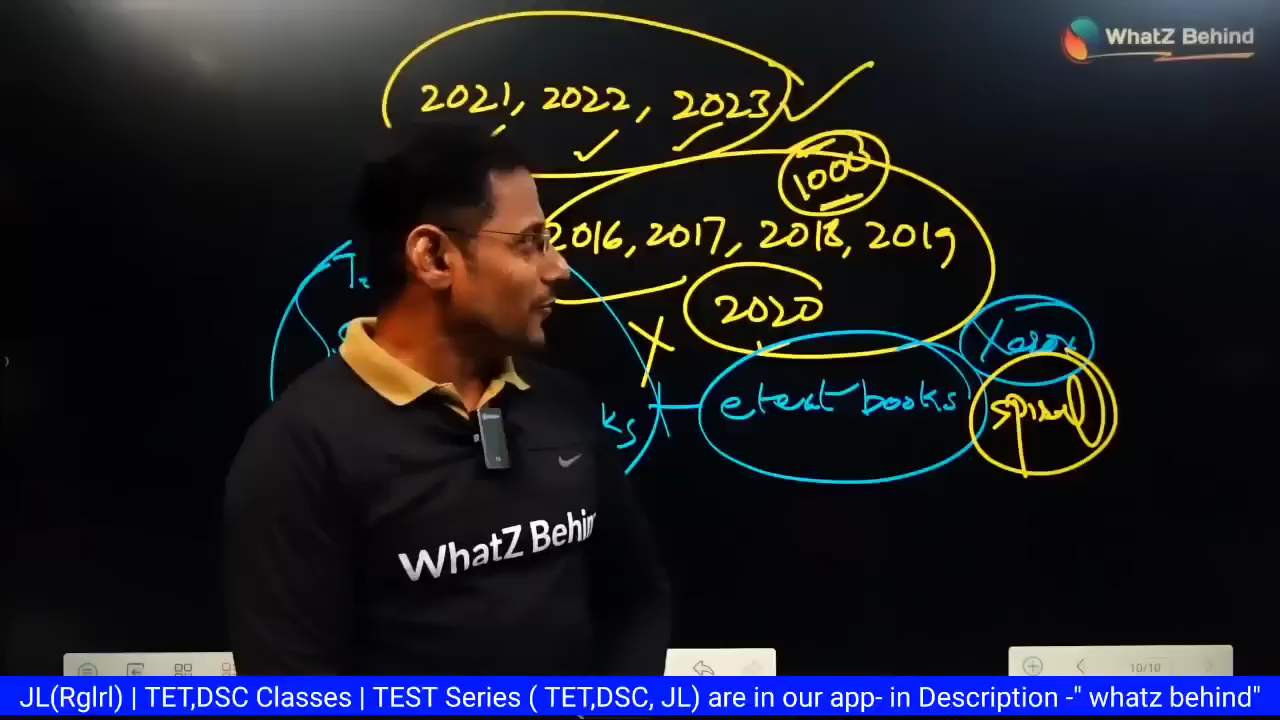 WhatZ Behind
2021, 2022, 2023
1000
2016, 2017, 2018, 2019
2020
Xerox
etext books
spiral
ks
WhatZ Behin
10/10
JL(Rglrl) | TET,DSC Classes | TEST Series ( TET,DSC, JL) are in our app- in Description -" whatz behind"